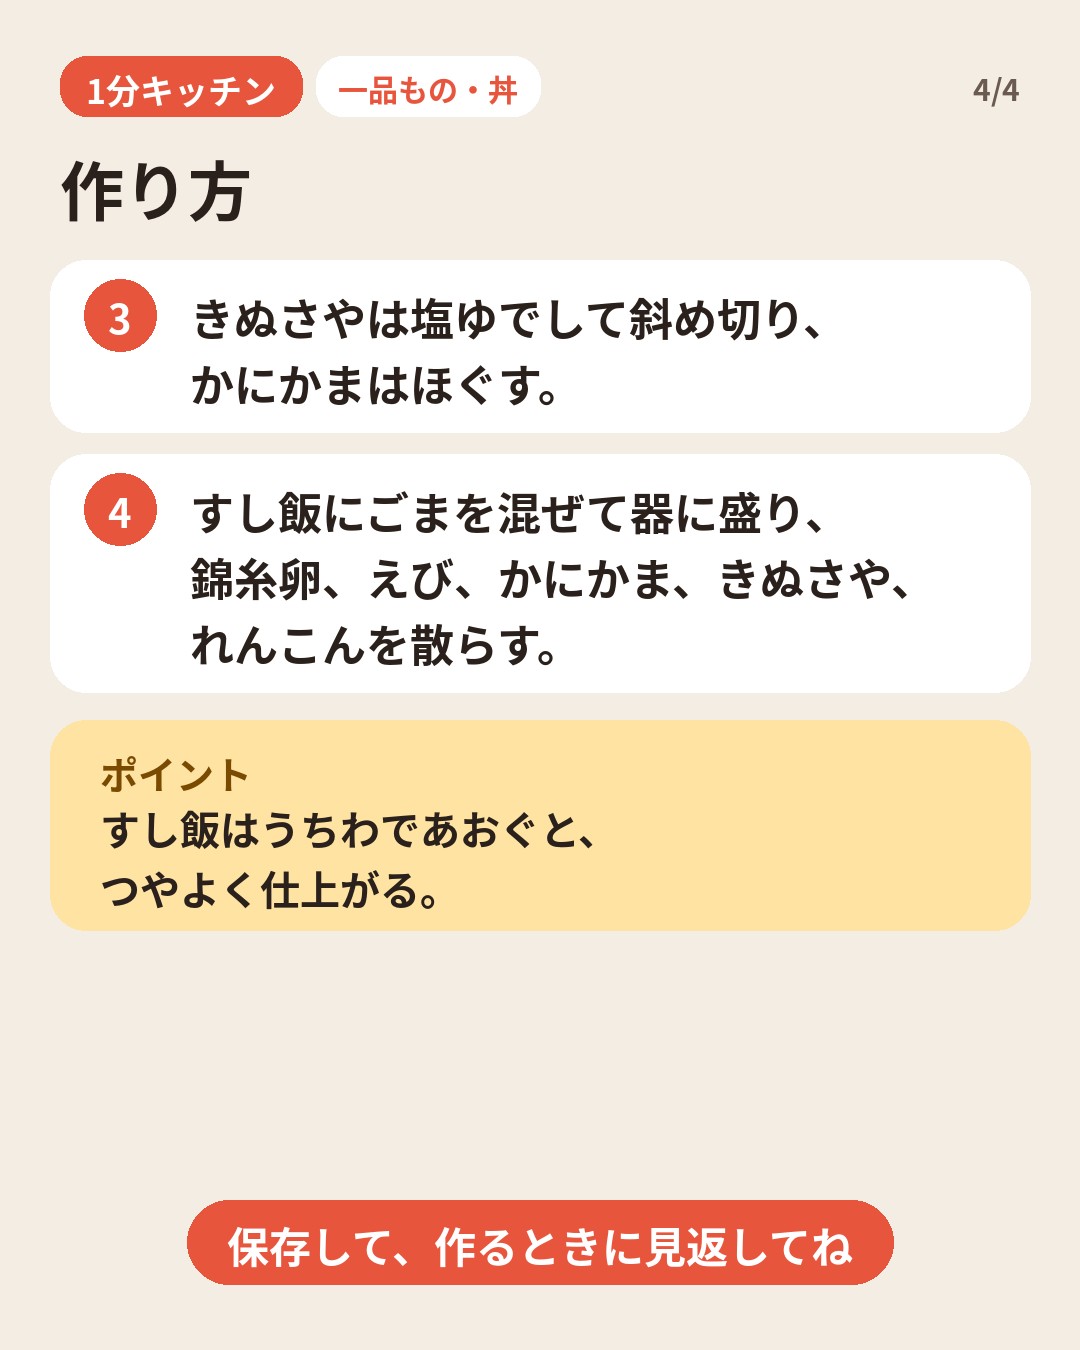 1分キッチン
一品もの・丼
4/4
作り方
3
きぬさやは塩ゆでして斜め切り、
かにかまはほぐす。
4
すし飯にごまを混ぜて器に盛り、
錦糸卵、えび、かにかま、きぬさや、
れんこんを散らす。
ポイント
すし飯はうちわであおぐと、
つやよく仕上がる。
保存して、作るときに見返してね